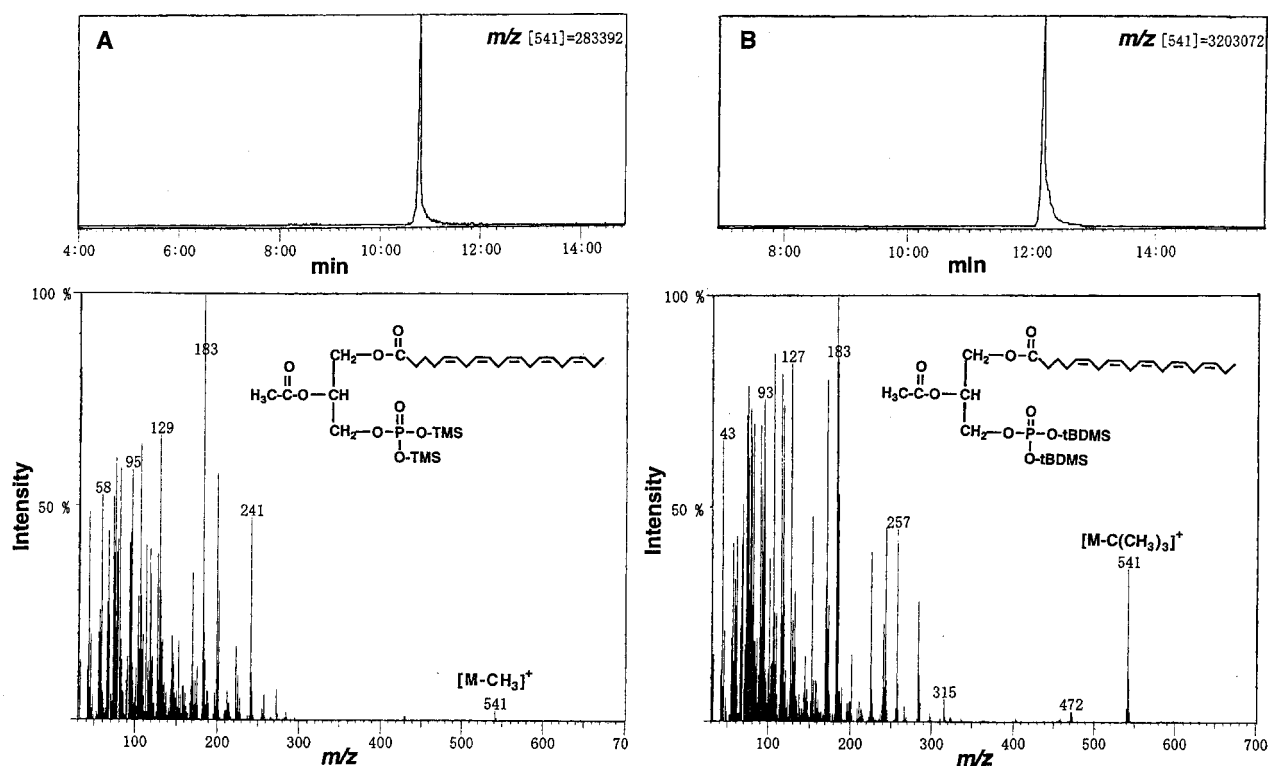 A
m/z [541]=283392
4:00 6:00 8:00 10:00 12:00 14:00
min
B
m/z [541]=3203072
8:00 10:00 12:00 14:00
mIn
100 %
50 %
Intensity
183
129
95
58
241
[M-CH3]+
541
O
CH2-O-C
O
H3C-C-O-CH
O
CH2-O-P-O-TMS
O-TMS
100 200 300 400 500 600 70
m/z
100 %
50 %
Intensity
127
183
93
43
257
315
472
[M-C(CH3)3]+
541
O
CH2-O-C
O
H3C-C-O-CH
O
CH2-O-P-O-tBDMS
O-tBDMS
100 200 300 400 500 600 700
m/z